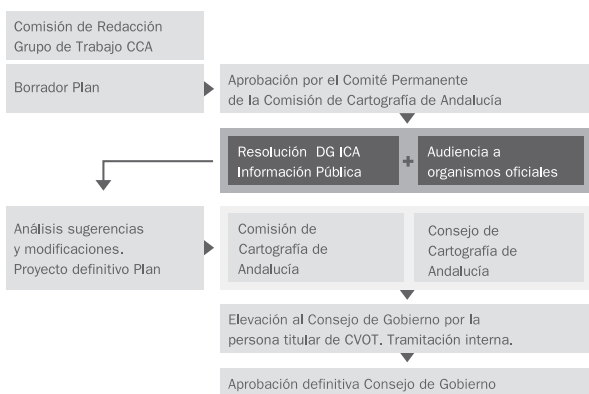 Comisión de Redacción
Grupo de Trabajo CCA
Borrador Plan
Aprobación por el Comité Permanente
de la Comisión de Cartografía de Andalucía
Resolución DG ICA
Información Pública
+
Audiencia a
organismos oficiales
Análisis sugerencias
y modificaciones.
Proyecto definitivo Plan
Comisión de
Cartografía de
Andalucía
Consejo de
Cartografía de
Andalucía
Elevación al Consejo de Gobierno por la
persona titular de CVOT. Tramitación interna.
Aprobación definitiva Consejo de Gobierno